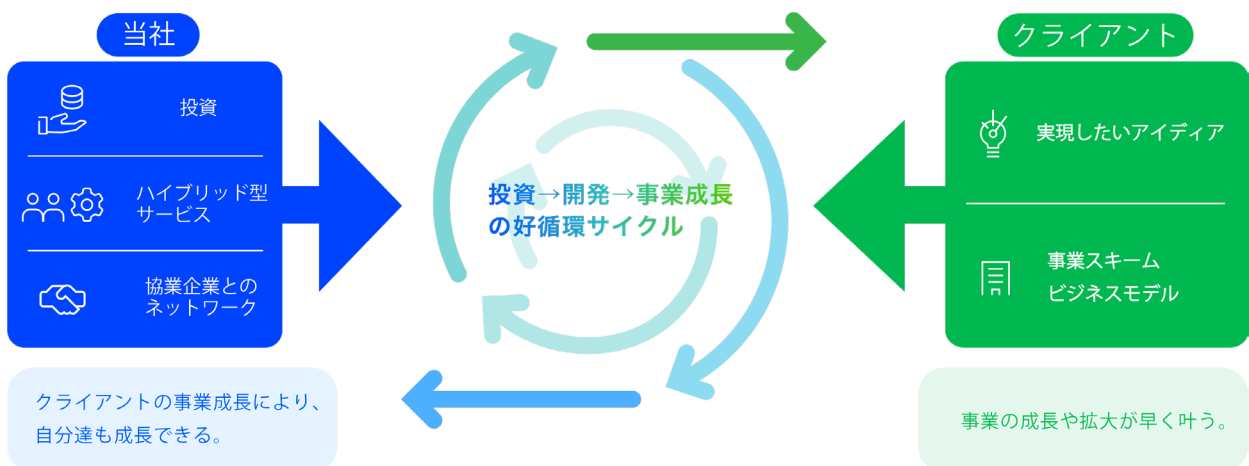 当社
投資
ハイブリッド型
サービス
協業企業との
ネットワーク
クライアントの事業成長により、
自分達も成長できる。
投資→開発→事業成長
の好循環サイクル
クライアント
実現したいアイディア
事業スキーム
ビジネスモデル
事業の成長や拡大が早く叶う。